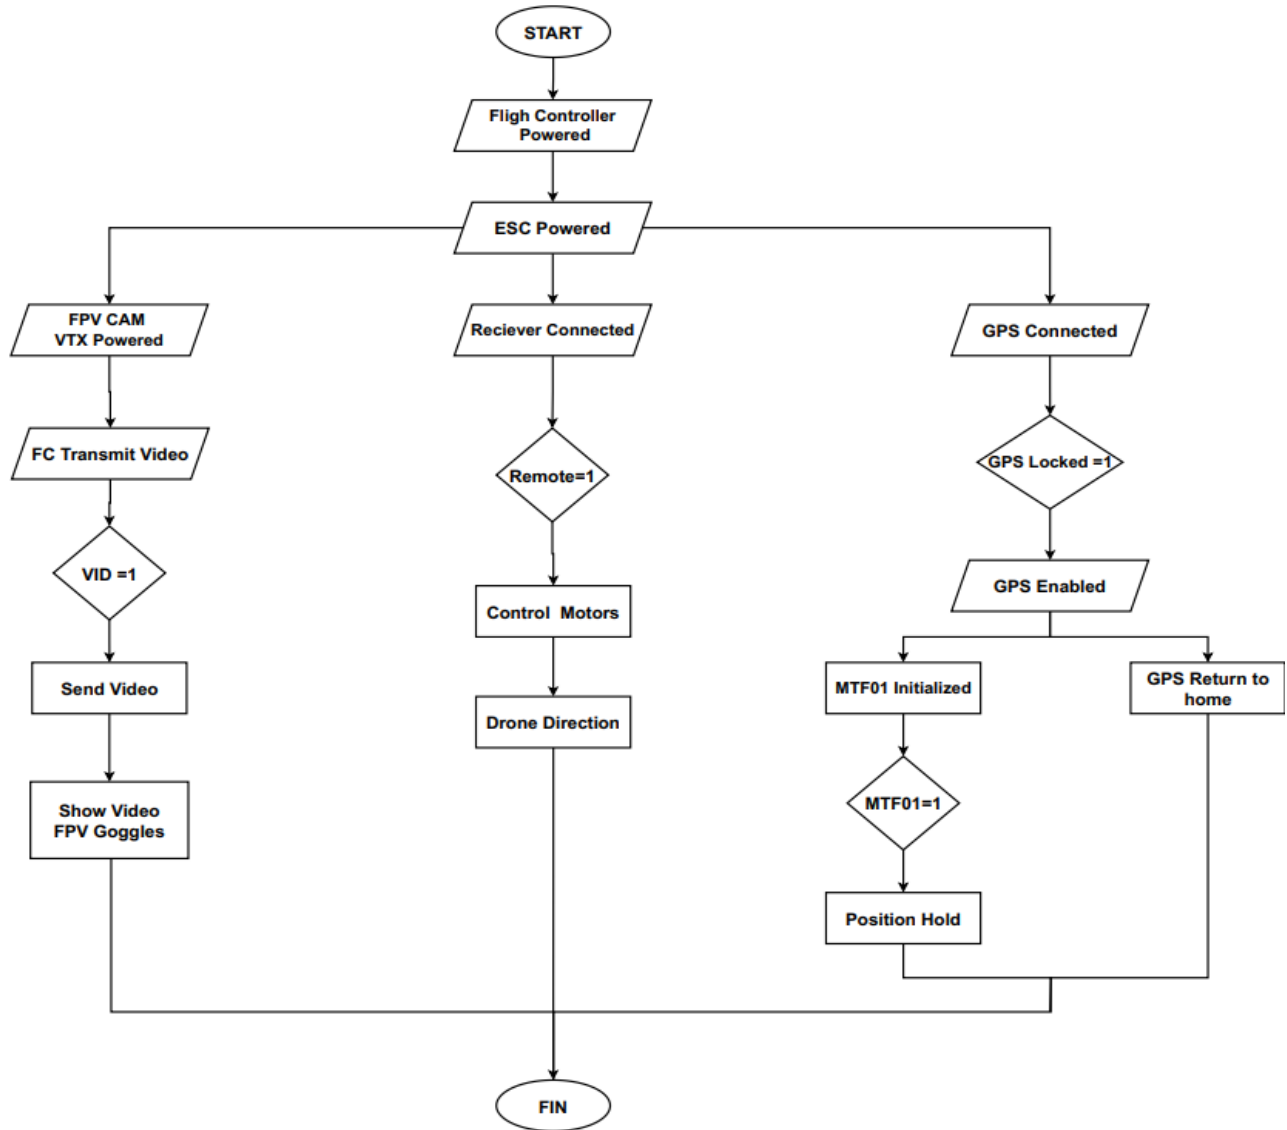 START
Fligh Controller
Powered
ESC Powered
FPV CAM
VTX Powered
Reciever Connected
GPS Connected
FC Transmit Video
Remote=1
GPS Locked =1
VID =1
GPS Enabled
Control Motors
Send Video
MTF01 Initialized
GPS Return to
home
Drone Direction
Show Video
FPV Goggles
MTF01=1
Position Hold
FIN